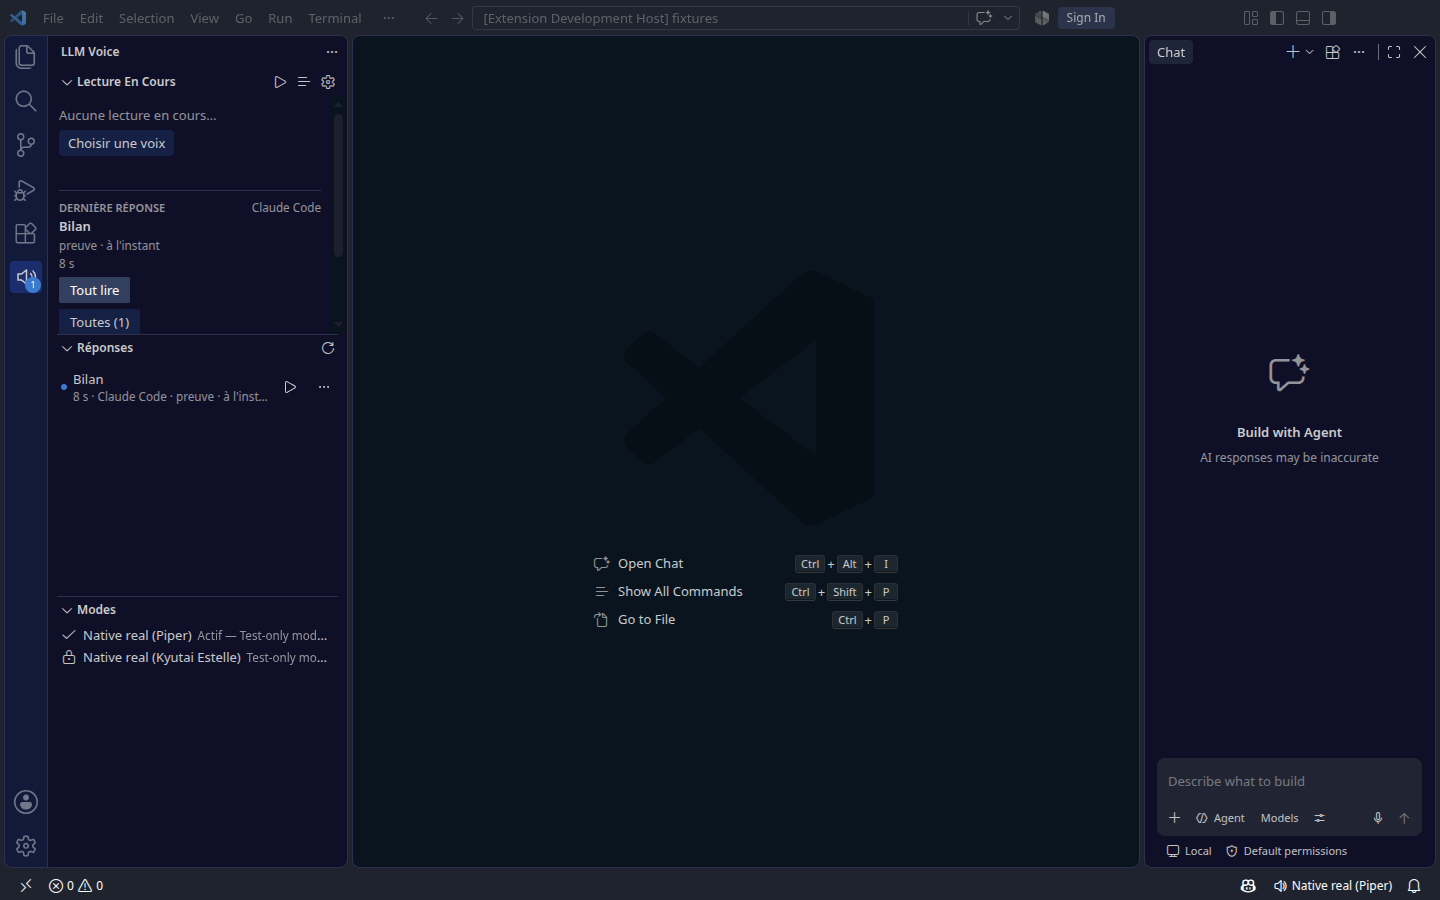 File Edit Selection View Go Run Terminal ···
[Extension Development Host] fixtures
Sign In
LLM Voice
Lecture En Cours
Aucune lecture en cours...
Choisir une voix
DERNIÈRE RÉPONSE Claude Code
Bilan
preuve · à l'instant
8 s
Tout lire
Toutes (1)
1
Réponses
Bilan
8 s · Claude Code · preuve · à l'inst...
Modes
Native real (Piper) Actif — Test-only mod...
Native real (Kyutai Estelle) Test-only mo...
Open Chat Ctrl + Alt + I
Show All Commands Ctrl + Shift + P
Go to File Ctrl + P
Chat
Build with Agent
AI responses may be inaccurate
Describe what to build
Agent Models
Local Default permissions
0 0
Native real (Piper)